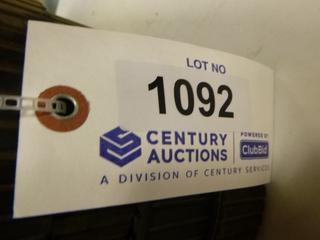 LOT NO
1092
CENTURY AUCTIONS
POWERED BY
ClubBid
A DIVISION OF CENTURY SERVICES